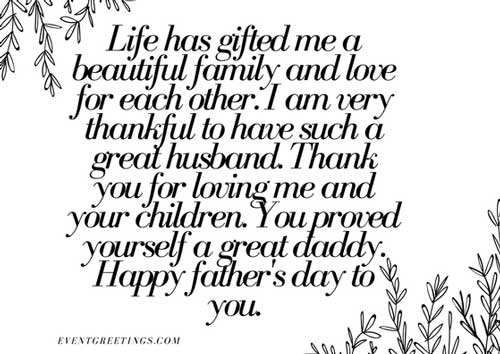 Life has gifted me a
beautiful family and love
for each other. I am very
thankful to have such a
great husband. Thank
you for loving me and
your children. You proved
yourself a great daddy.
Happy father's day to
you.
EVENTGREETINGS.COM